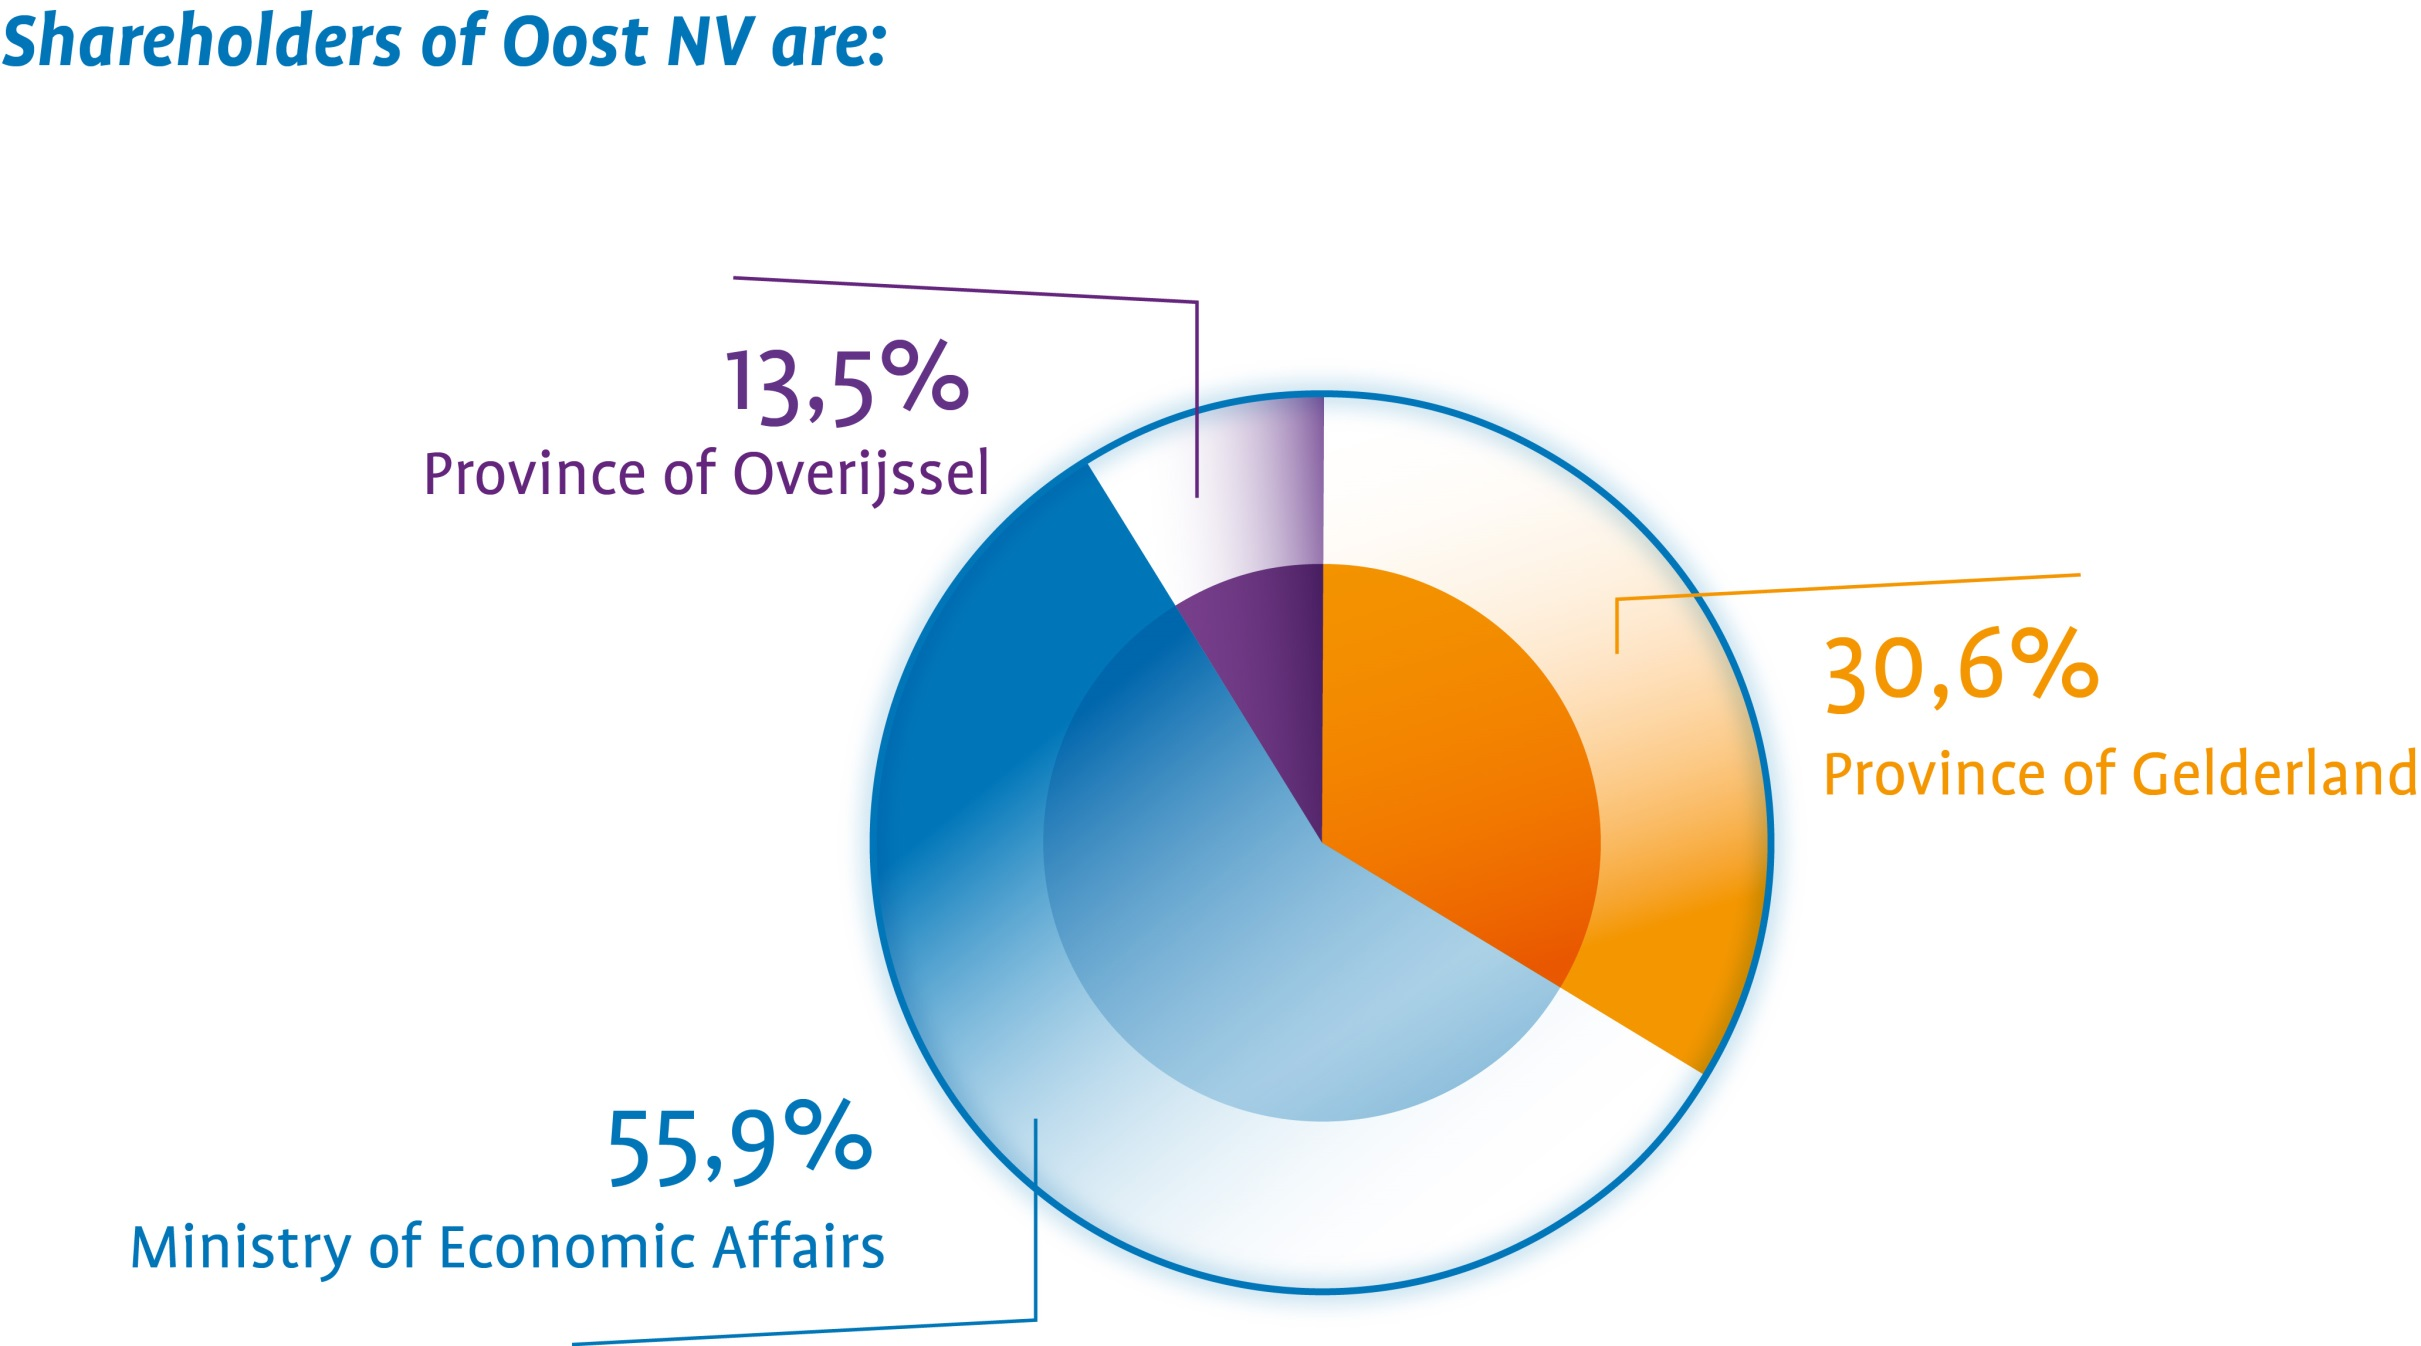 Shareholders of Oost NV are:
13,5%
Province of Overijssel
30,6%
Province of Gelderland
55,9%
Ministry of Economic Affairs